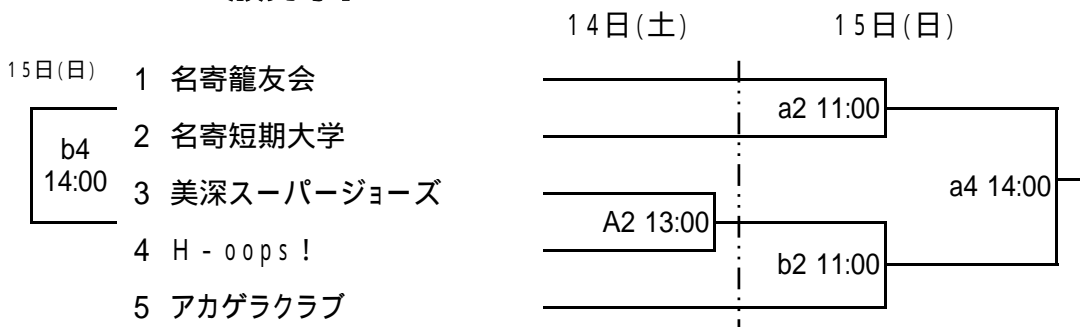 14日(土) 15日(日)
15日(日)
1 名寄籠友会
a2 11:00
2 名寄短期大学
b4
14:00
3 美深スーパージョーズ
a4 14:00
A2 13:00
4 H-oops!
b2 11:00
5 アカゲラクラブ